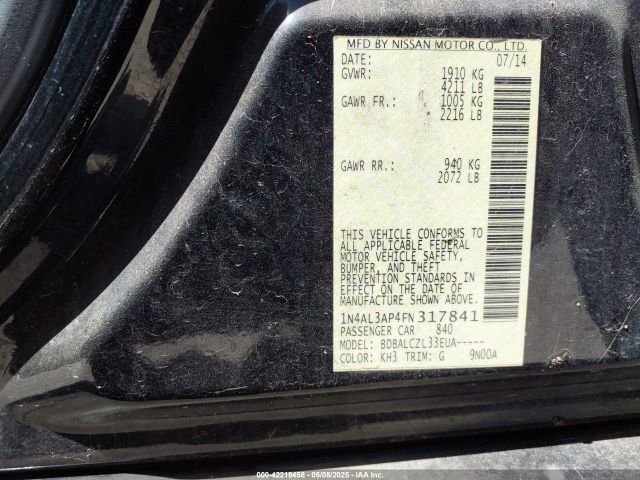 MFD BY NISSAN MOTOR CO., LTD.
DATE: 07/14
GVWR: 1910 KG
4211 LB
GAWR FR.: 1005 KG
2216 LB
GAWR RR.: 940 KG
2072 LB
THIS VEHICLE CONFORMS TO
ALL APPLICABLE FEDERAL
MOTOR VEHICLE SAFETY,
BUMPER, AND THEFT
PREVENTION STANDARDS IN
EFFECT ON THE DATE OF
MANUFACTURE SHOWN ABOVE.
1N4AL3AP4FN317841
PASSENGER CAR 840
MODEL: BDBALCZL33EUA-----
COLOR: KH3 TRIM: G 9N00A
000-42219458 - 05/08/2025 - IAA Inc.